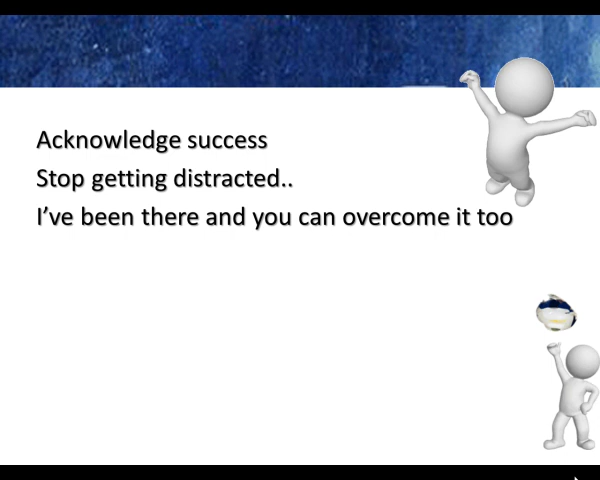 Acknowledge success
Stop getting distracted..
I’ve been there and you can overcome it too